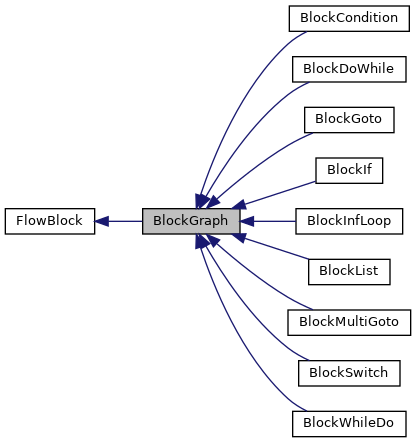 BlockCondition
BlockDoWhile
BlockGoto
BlockIf
FlowBlock
BlockGraph
BlockInfLoop
BlockList
BlockMultiGoto
BlockSwitch
BlockWhileDo